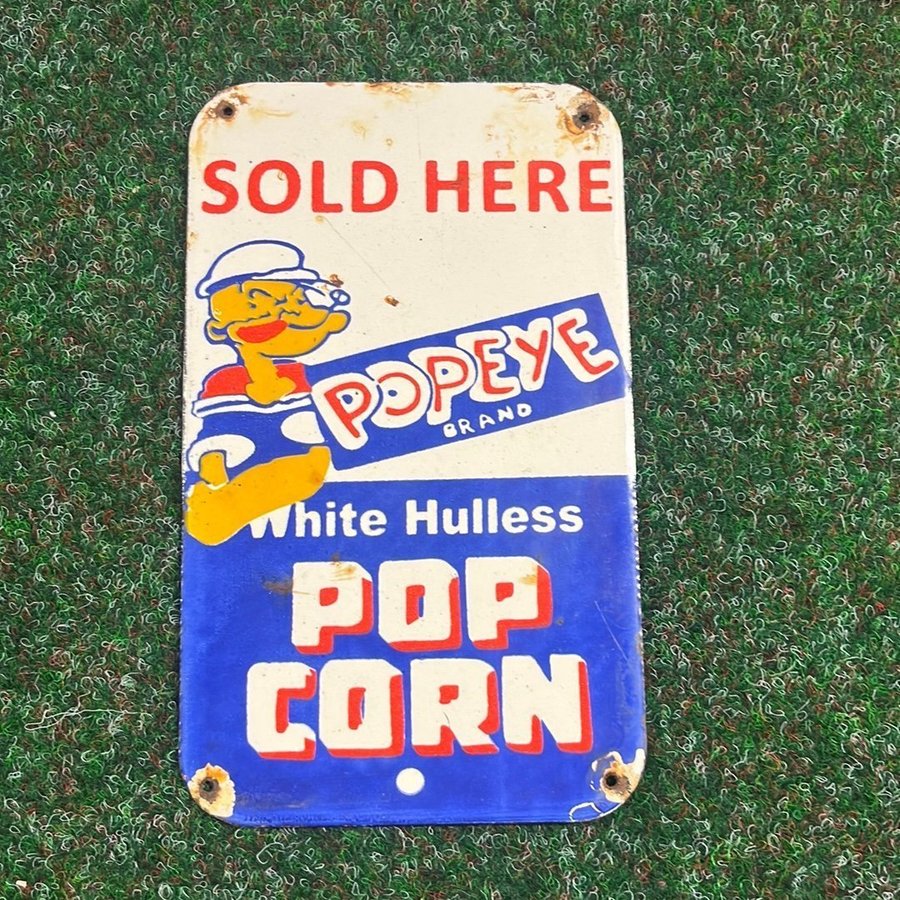 SOLD HERE
POPEYE
BRAND
White Hulless
POP
CORN